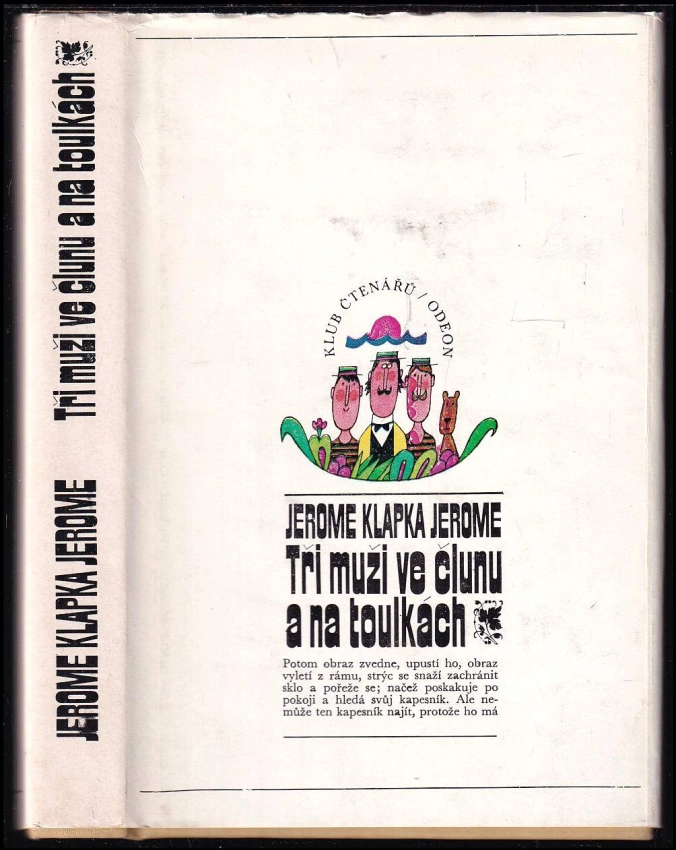 JEROME KLAPKA JEROME Tři muži ve člunu a na toulkách
KLUB ČTENÁŘŮ / ODEON
JEROME KLAPKA JEROME
Tři muži ve člunu
a na toulkách
Potom obraz zvedne, upustí ho, obraz
vyletí z rámu, strýc se snaží zachránit
sklo a pořeže se; načež poskakuje po
pokoji a hledá svůj kapesník. Ale ne-
může ten kapesník najít, protože ho má